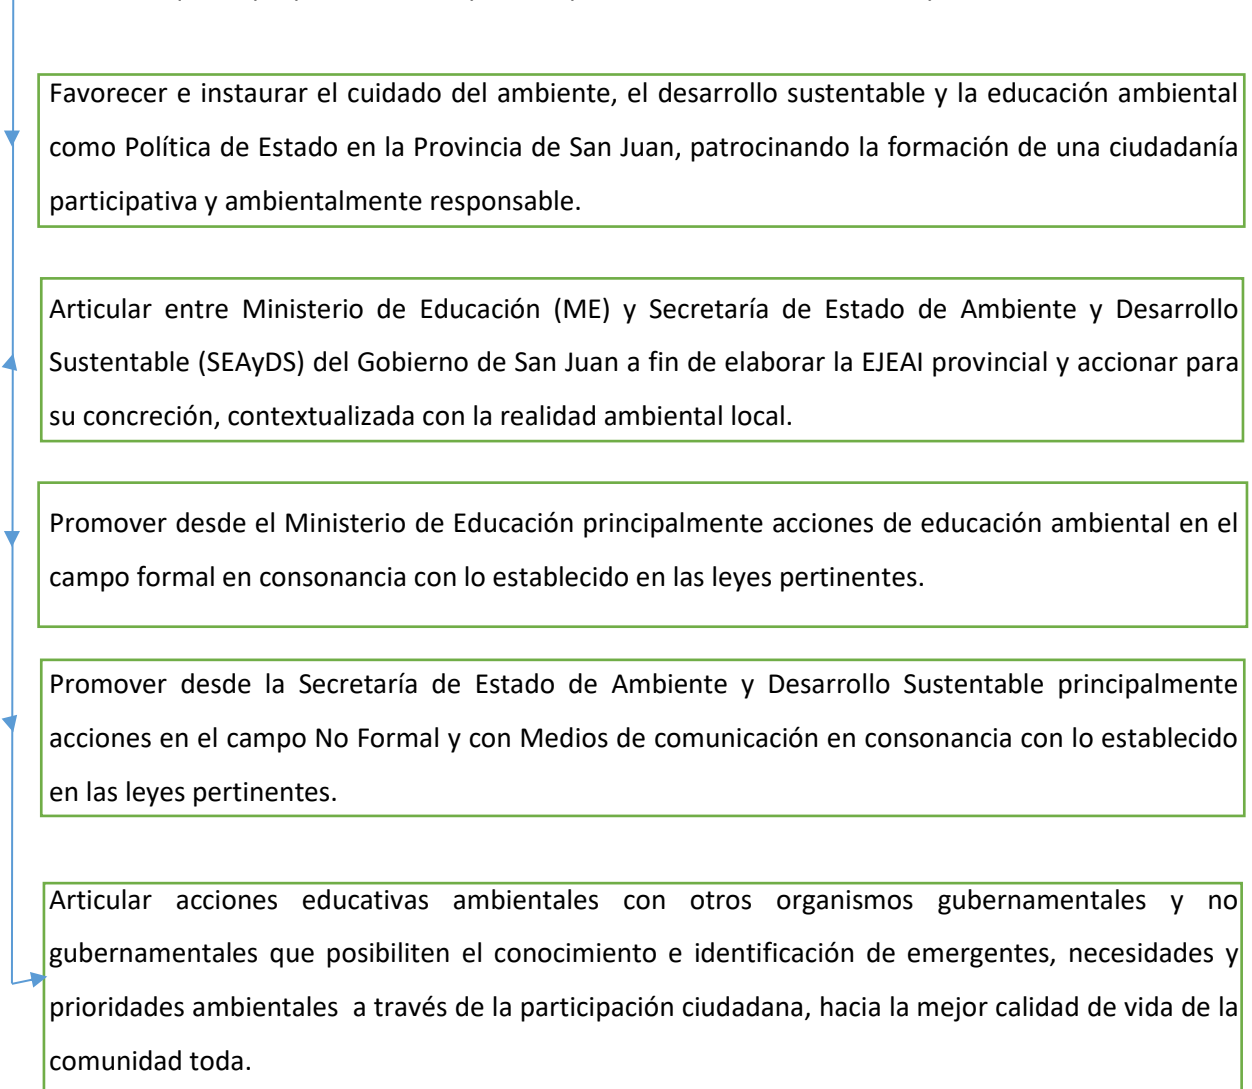 Favorecer e instaurar el cuidado del ambiente, el desarrollo sustentable y la educación ambiental
como Política de Estado en la Provincia de San Juan, patrocinando la formación de una ciudadanía
participativa y ambientalmente responsable.
Articular entre Ministerio de Educación (ME) y Secretaría de Estado de Ambiente y Desarrollo
Sustentable (SEAyDS) del Gobierno de San Juan a fin de elaborar la EJEAI provincial y accionar para
su concreción, contextualizada con la realidad ambiental local.
Promover desde el Ministerio de Educación principalmente acciones de educación ambiental en el
campo formal en consonancia con lo establecido en las leyes pertinentes.
Promover desde la Secretaría de Estado de Ambiente y Desarrollo Sustentable principalmente
acciones en el campo No Formal y con Medios de comunicación en consonancia con lo establecido
en las leyes pertinentes.
Articular acciones educativas ambientales con otros organismos gubernamentales y no
gubernamentales que posibiliten el conocimiento e identificación de emergentes, necesidades y
prioridades ambientales a través de la participación ciudadana, hacia la mejor calidad de vida de la
comunidad toda.